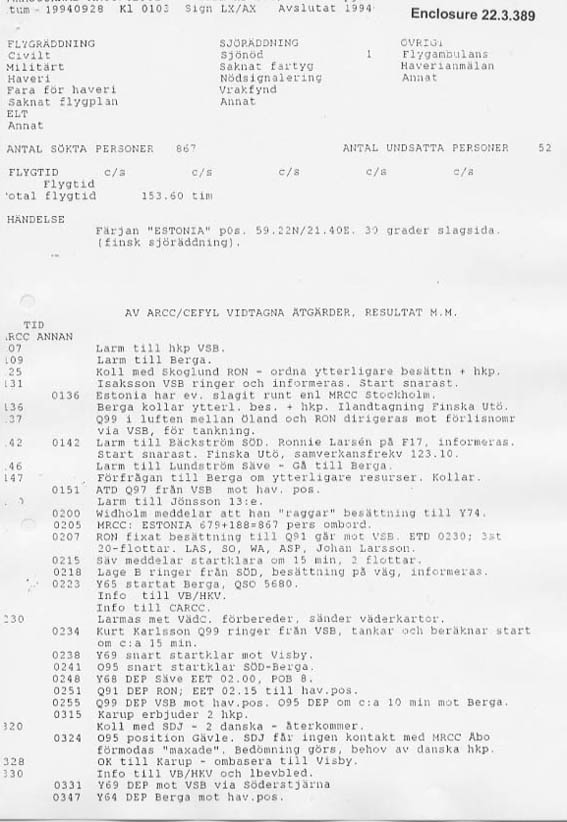 tum - 19940928 Kl 0103 Sign LX/AX Avslutat 1994
Enclosure 22.3.389
FLYGRÄDDNING SJÖRÄDDNING ÖVRIGT
Civilt Sjönöd 1 Flygambulans
Militärt Saknat fartyg Haverianmälan
Haveri Nödsignalering Annat
Fara för haveri Vrakfynd
Saknat flygplan Annat
ELT
Annat
ANTAL SÖKTA PERSONER 867 ANTAL UNDSATTA PERSONER 52
FLYGTID c/s c/s c/s c/s c/s
Flygtid
otal flygtid 153.60 tim
HÄNDELSE
Färjan "ESTONIA" pos. 59.22N/21.40E. 30 grader slagsida.
(finsk sjöräddning).
AV ARCC/CEFYL VIDTAGNA ÅTGÄRDER, RESULTAT M.M.
TID
ARCC ANNAN
07 Larm till hkp VSB.
109 Larm till Berga.
25 Koll med Skoglund RON - ordna ytterligare besättn + hkp.
131 Isaksson VSB ringer och informeras. Start snarast.
0136 Estonia har ev. slagit runt enl MRCC Stockholm.
136 Berga kollar ytterl. bes. + hkp. Ilandtagning Finska Utö.
37 Q99 i luften mellan Öland och RON dirigeras mot förlisnomr
via VSB, för tankning.
42 0142 Larm till Bäckström SÖD. Ronnie Larsén på F17, informeras.
Start snarast. Finska Utö, samverkansfrekv 123.10.
46 Larm till Lundström Säve - Gå till Berga.
147 Förfrågan till Berga om ytterligare resurser. Kollar.
0151 ATD Q97 från VSB mot hav. pos.
Larm till Jönsson 13:e.
0200 Widholm meddelar att han "raggar" besättning till Y74.
0205 MRCC: ESTONIA 679+188=867 pers ombord.
0207 RON fixat besättning till Q91 går mot VSB. ETD 0230; 3st
20-flottar. LAS, SO, WA, ASP, Johan Larsson.
0215 Säv meddelar startklara om 15 min, 2 flottar.
0218 Lage B ringer från SÖD, besättning på väg, informeras.
0223 Y65 startat Berga, QSO 5680.
Info till VB/HKV.
Info till CARCC.
230 Larmas met VädC. förbereder, sänder väderkartor.
0234 Kurt Karlsson Q99 ringer från VSB, tankar och beräknar start
om c:a 15 min.
0238 Y69 snart startklar mot Visby.
0241 O95 snart startklar SÖD-Berga.
0248 Y68 DEP Säve EET 02.00, POB 8.
0251 Q91 DEP RON; EET 02.15 till hav.pos.
0255 Q99 DEP VSB mot hav.pos. O95 DEP om c:a 10 min mot Berga.
0315 Karup erbjuder 2 hkp.
320 Koll med SDJ - 2 danska - återkommer.
0324 O95 position Gävle. SDJ får ingen kontakt med MRCC Åbo
förmodas "maxade". Bedömning görs, behov av danska hkp.
328 OK till Karup - ombasera till Visby.
330 Info till VB/HKV och lbevbled.
0331 Y69 DEP mot VSB via Söderstjärna
0347 Y64 DEP Berga mot hav.pos.